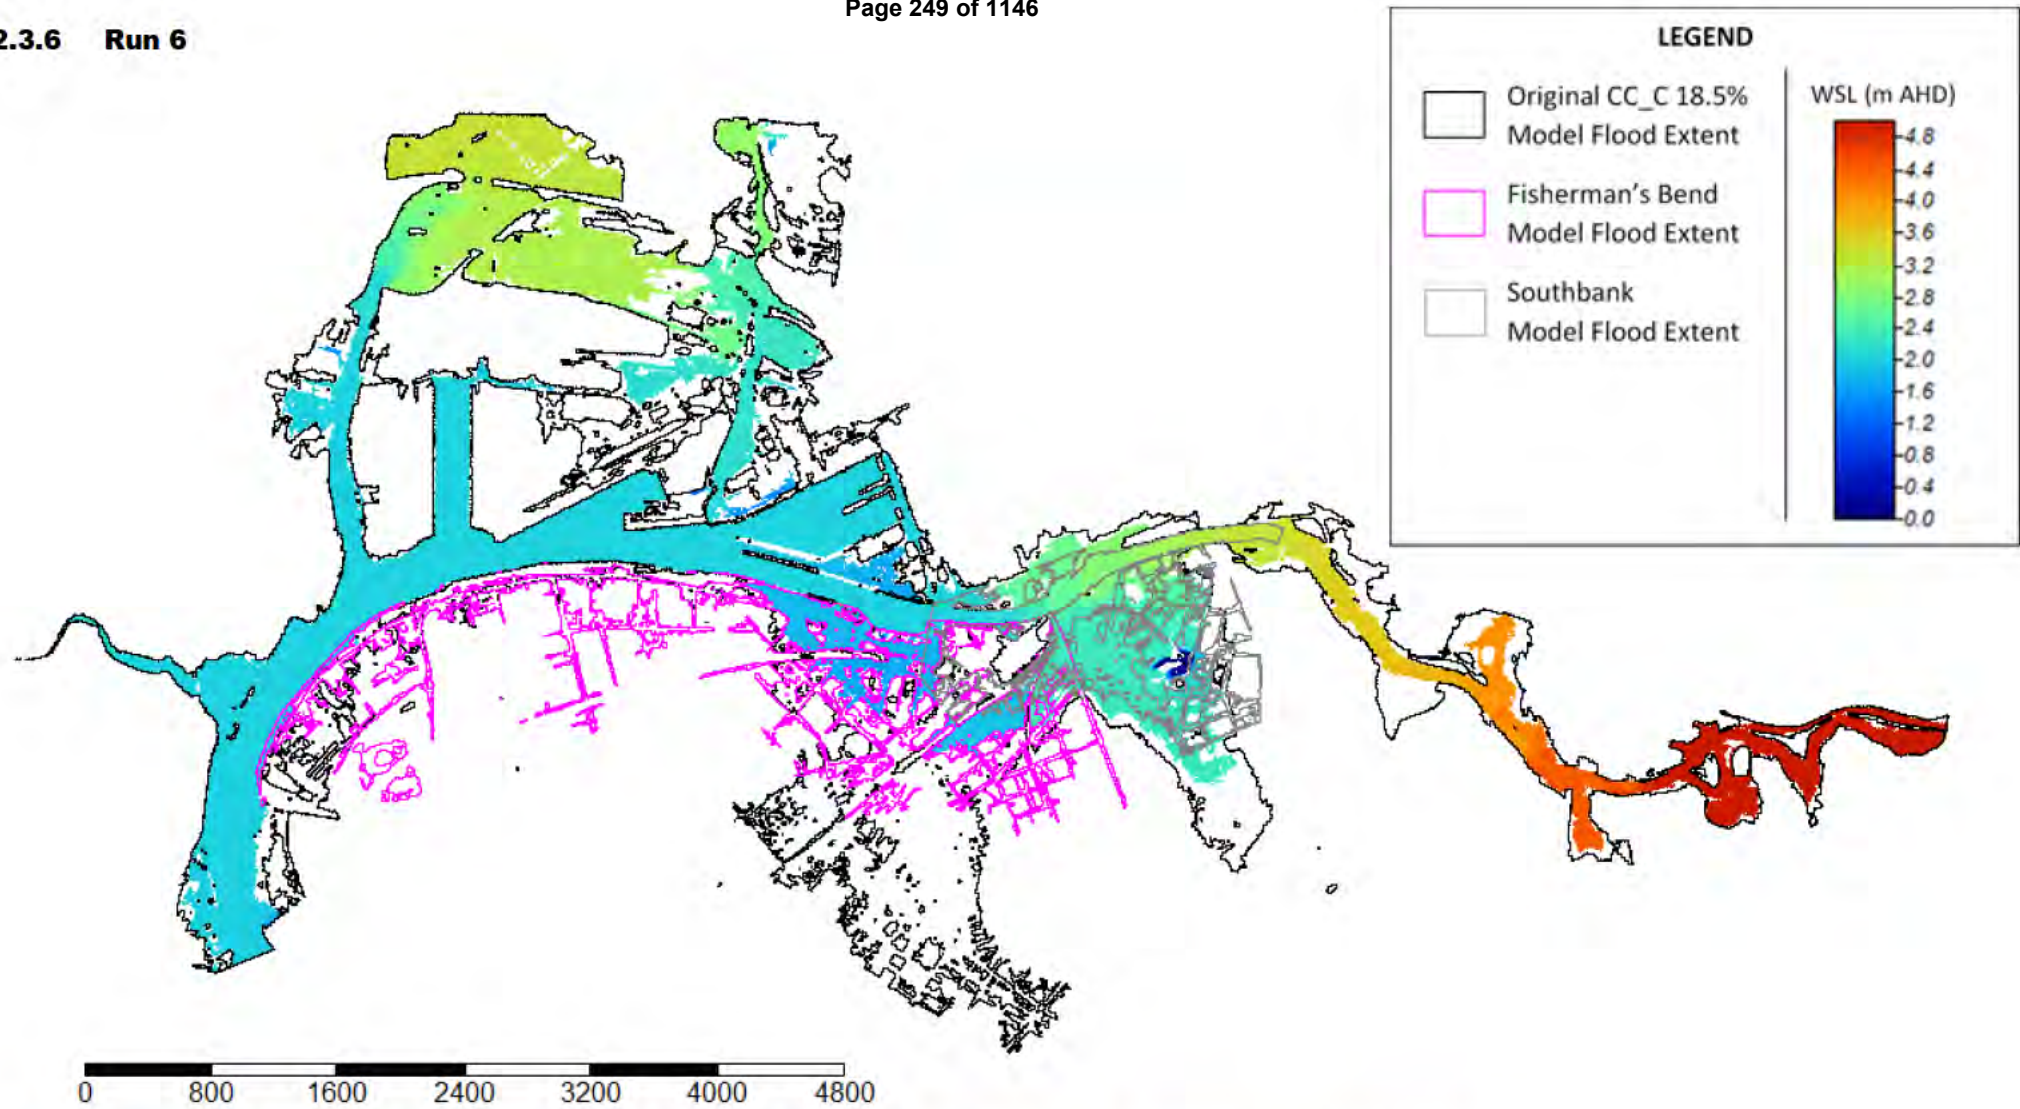 Page 249 of 1146
2.3.6 Run 6
LEGEND
Original CC_C 18.5%
Model Flood Extent
Fisherman's Bend
Model Flood Extent
Southbank
Model Flood Extent
WSL (m AHD)
4.8
4.4
4.0
3.6
3.2
2.8
2.4
2.0
1.6
1.2
0.8
0.4
0.0
0 800 1600 2400 3200 4000 4800